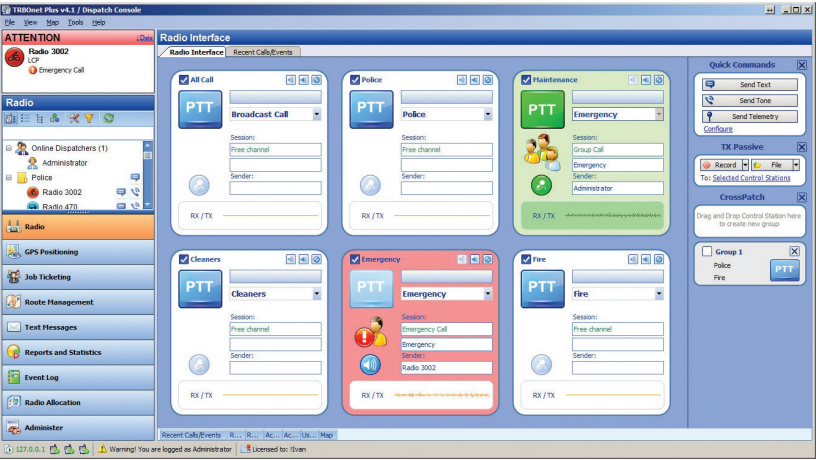 TRBOnet Plus v4.1 / Dispatch Console
File View Map Tools Help
ATTENTION
↓Date
Radio 3002
LCP
Emergency Call
Radio
Online Dispatchers (1)
Administrator
Police
Radio 3002
Radio 470
Radio
GPS Positioning
Job Ticketing
Route Management
Text Messages
Reports and Statistics
Event Log
Radio Allocation
Administer
Radio Interface
Radio Interface Recent Calls/Events
All Call
PTT
Broadcast Call
Session:
Free channel
Sender:
RX / TX
Police
PTT
Police
Session:
Free channel
Sender:
RX / TX
Maintenance
PTT
Emergency
Session:
Group Call
Emergency
Sender:
Administrator
RX / TX
Cleaners
PTT
Cleaners
Session:
Free channel
Sender:
RX / TX
Emergency
PTT
Emergency
Session:
Emergency Call
Emergency
Sender:
Radio 3002
RX / TX
Fire
PTT
Fire
Session:
Free channel
Sender:
RX / TX
Quick Commands
Send Text
Send Tone
Send Telemetry
Configure
TX Passive
Record File
To: Selected Control Stations
CrossPatch
Drag and Drop Control Station here
to create new group
Group 1
Police
Fire
PTT
Recent Calls/Events R... R... Ac... Ac... Us... Map
127.0.0.1 Warning! You are logged as Administrator Licensed to: !Ivan